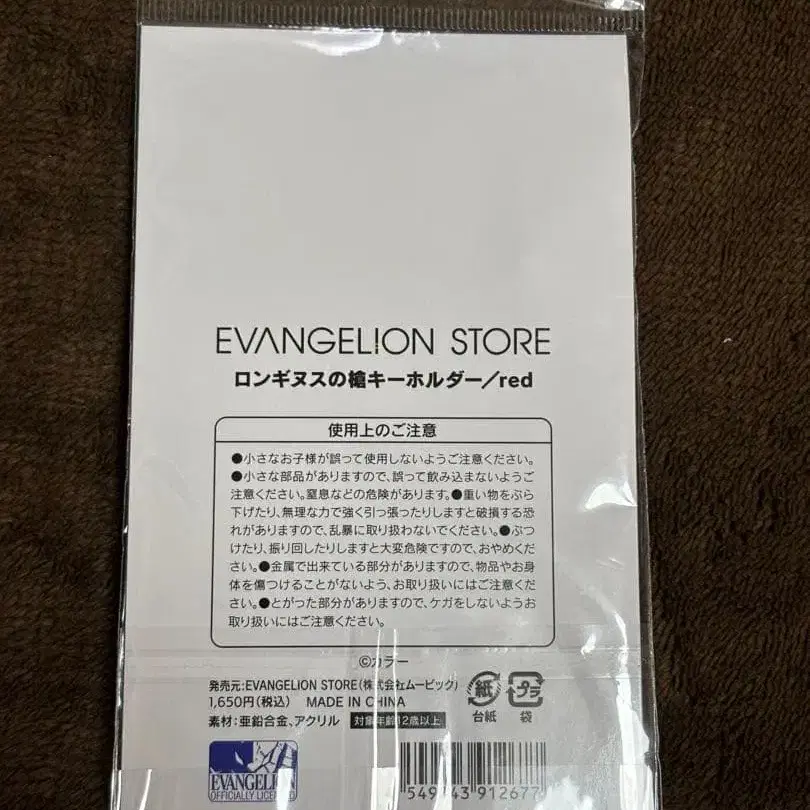 EVANGELION STORE
ロンギヌスの槍キーホルダー/red
使用上のご注意
●小さなお子様が誤って使用しないようご注意ください。
●小さな部品がありますので、誤って飲み込まないようご
注意ください。窒息などの危険があります。●重い物をぶら
下げたり、無理な力で強く引っ張ったりしますと破損する恐
れがありますので、乱暴に取り扱わないでください。●ぶつ
けたり、振り回したりしますと大変危険ですので、おやめくだ
さい。●金属で出来ている部分がありますので、物品やお身
体を傷つけることがないよう、お取り扱いにはご注意くだ
さい。●とがった部分がありますので、ケガをしないようお
取り扱いにはご注意ください。
©カラー
発売元:EVANGELION STORE(株式会社ムービック)
1,650円(税込) MADE IN CHINA
素材:亜鉛合金、アクリル 対象年齢12歳以上
紙 プラ
台紙 袋
EVANGELION
OFFICIALLY LICENSED
912677